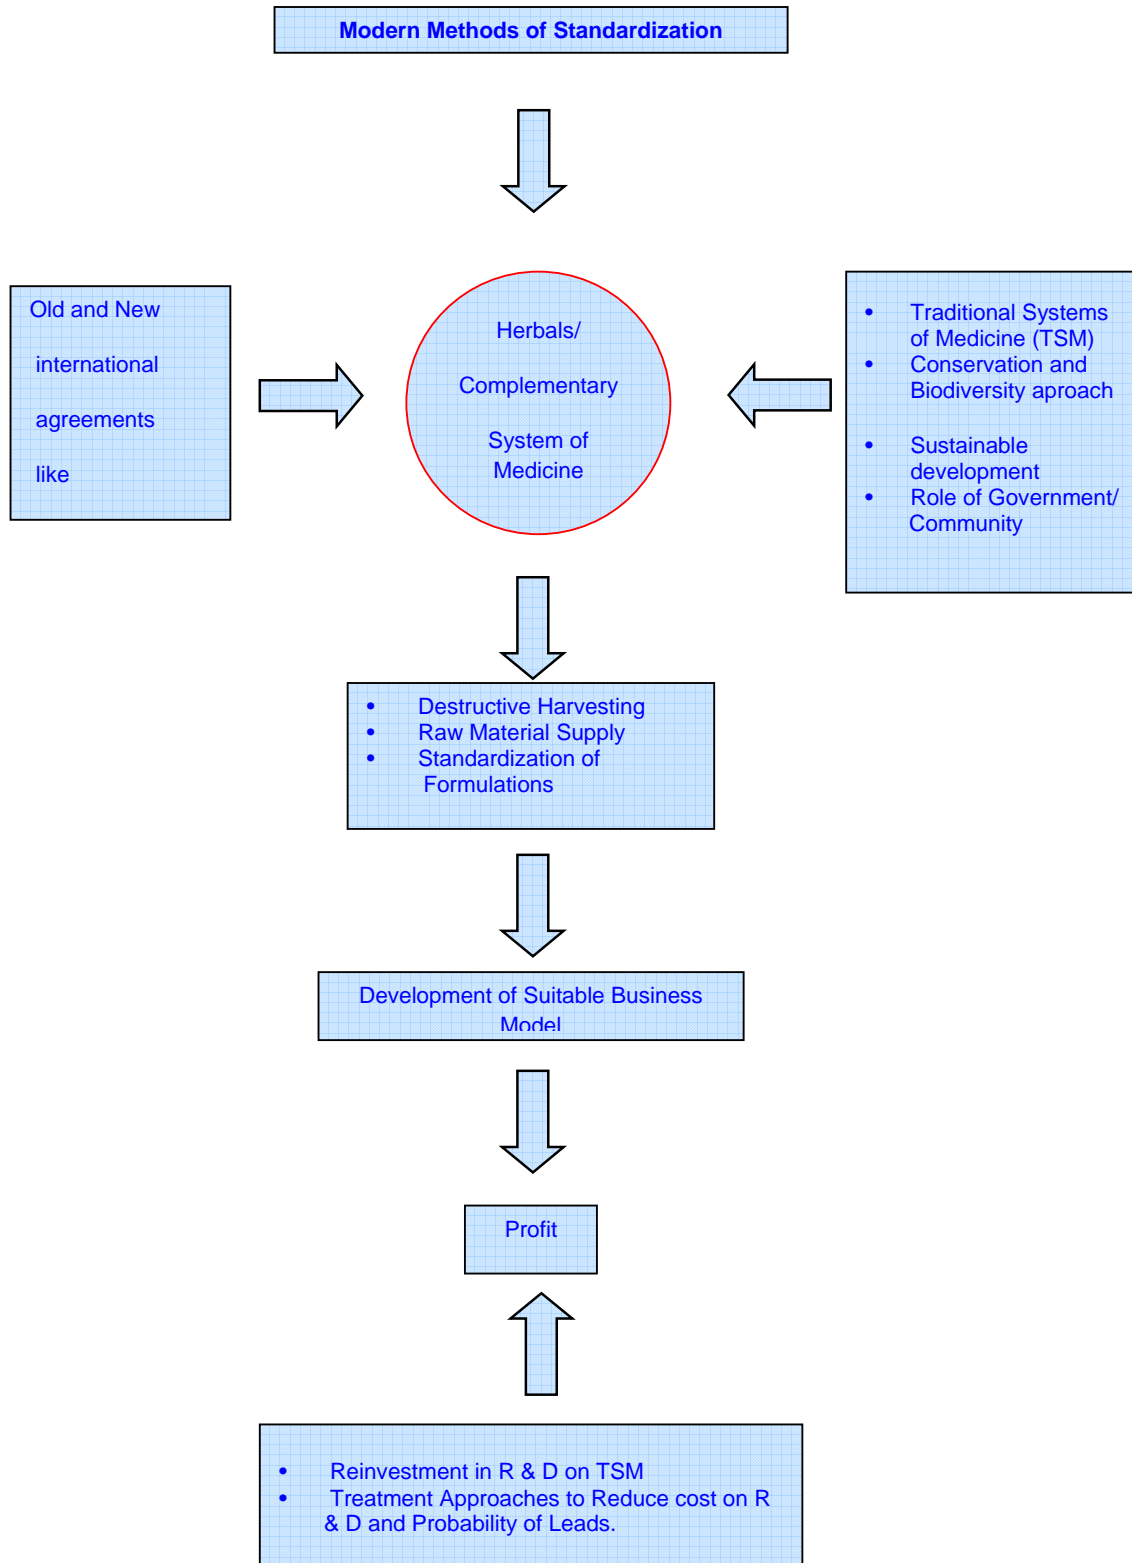 Modern Methods of Standardization
Old and New
international
agreements
like
Herbals/
Complementary
System of
Medicine
• Traditional Systems
of Medicine (TSM)
• Conservation and
Biodiversity aproach
• Sustainable
development
• Role of Government/
Community
• Destructive Harvesting
• Raw Material Supply
• Standardization of
Formulations
Development of Suitable Business
Model
Profit
• Reinvestment in R & D on TSM
• Treatment Approaches to Reduce cost on R
& D and Probability of Leads.